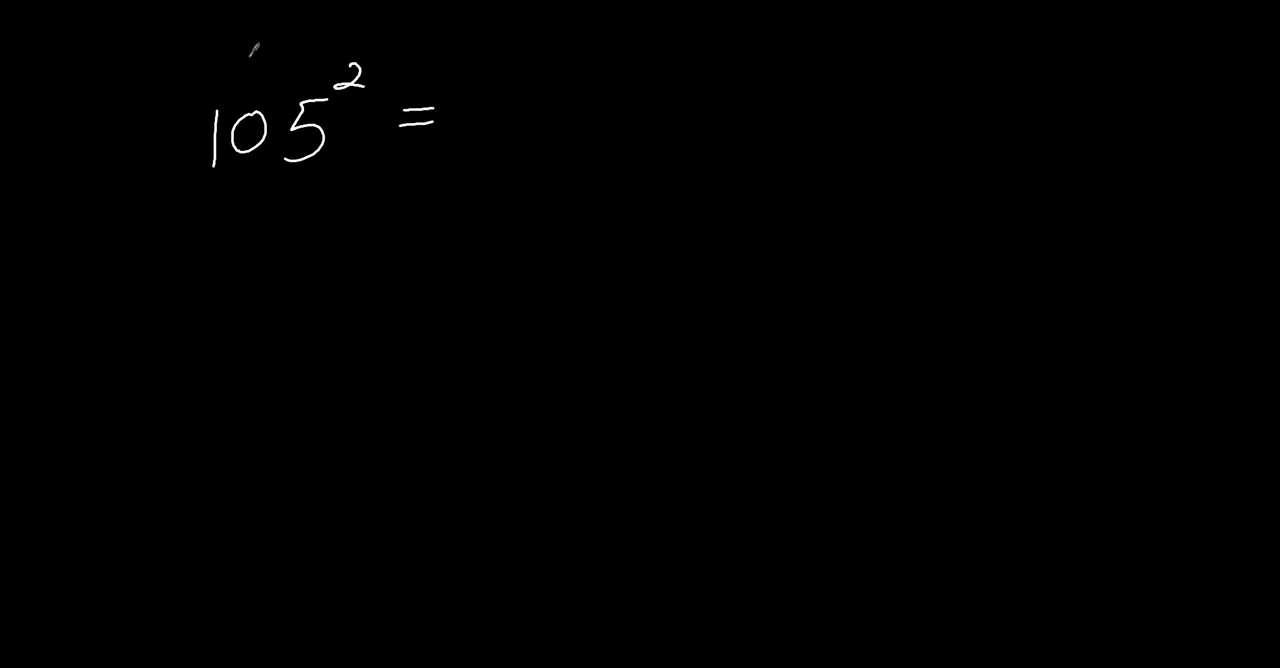 105² =